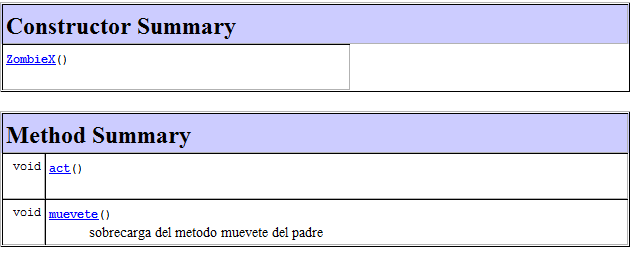 Constructor Summary
ZombieX()
Method Summary
void act()
void muevete()
sobrecarga del metodo muevete del padre